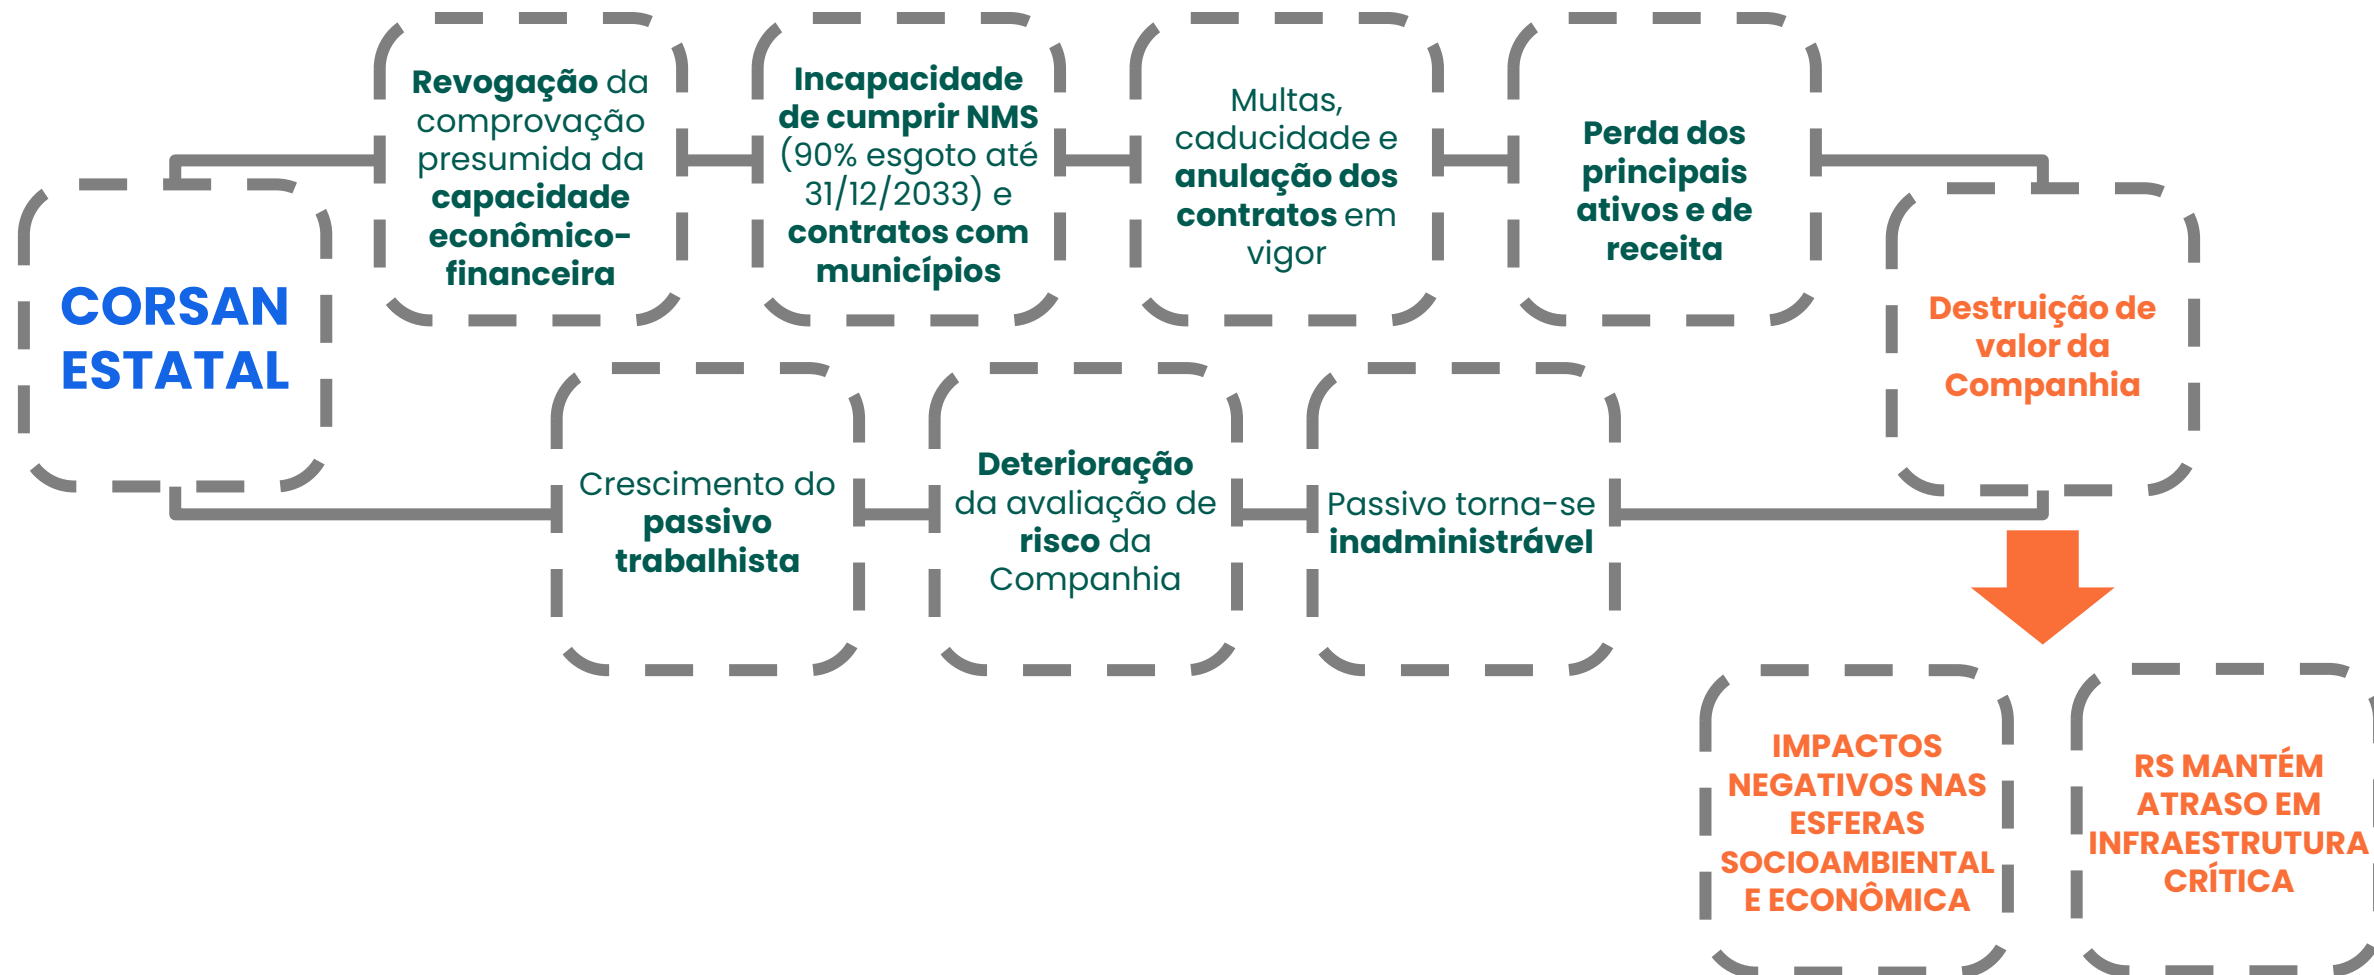 CORSAN
ESTATAL
Revogação da
comprovação
presumida da
capacidade
econômico-
financeira
Incapacidade
de cumprir NMS
(90% esgoto até
31/12/2033) e
contratos com
municípios
Multas,
caducidade e
anulação dos
contratos em
vigor
Perda dos
principais
ativos e de
receita
Destruição de
valor da
Companhia
Crescimento do
passivo
trabalhista
Deterioração
da avaliação de
risco da
Companhia
Passivo torna-se
inadministrável
IMPACTOS
NEGATIVOS NAS
ESFERAS
SOCIOAMBIENTAL
E ECONÔMICA
RS MANTÉM
ATRASO EM
INFRAESTRUTURA
CRÍTICA